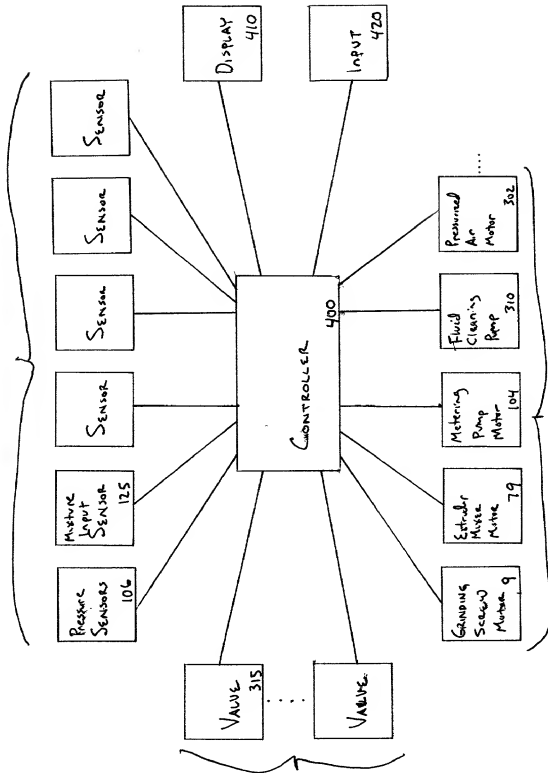 Pressure
Sensors
106
Mixture
Input
Sensor
125
Sensor
Sensor
Sensor
Sensor
Display
410
Input
420
Controller
400
Valve
315
Valve
Grinding
Screw
Motor 9
Extruder
Mixer
Motor
79
Metering
Pump
Motor
104
Fluid
Cleaning
Pump
310
Pressurized
Air
Motor
302